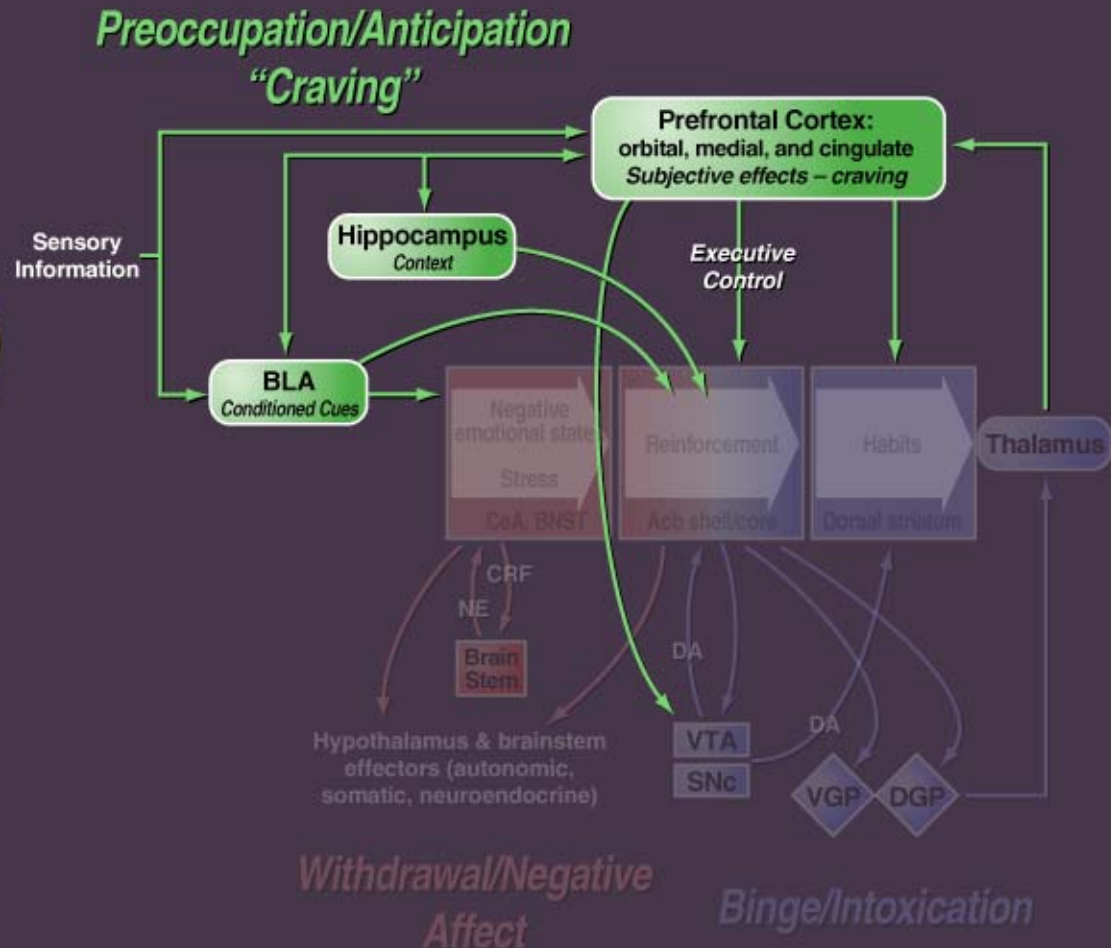 Preoccupation/Anticipation
“Craving”
Prefrontal Cortex:
orbital, medial, and cingulate
Subjective effects – craving
Sensory
Information
Hippocampus
Context
Executive
Control
BLA
Conditioned Cues
Negative
emotional states
Stress
CeA, BNST
Reinforcement
Acb shell/core
Habits
Dorsal striatum
Thalamus
CRF
NE
Brain
Stem
DA
DA
Hypothalamus & brainstem
effectors (autonomic,
somatic, neuroendocrine)
VTA
SNc
VGP
DGP
Withdrawal/Negative
Affect
Binge/Intoxication